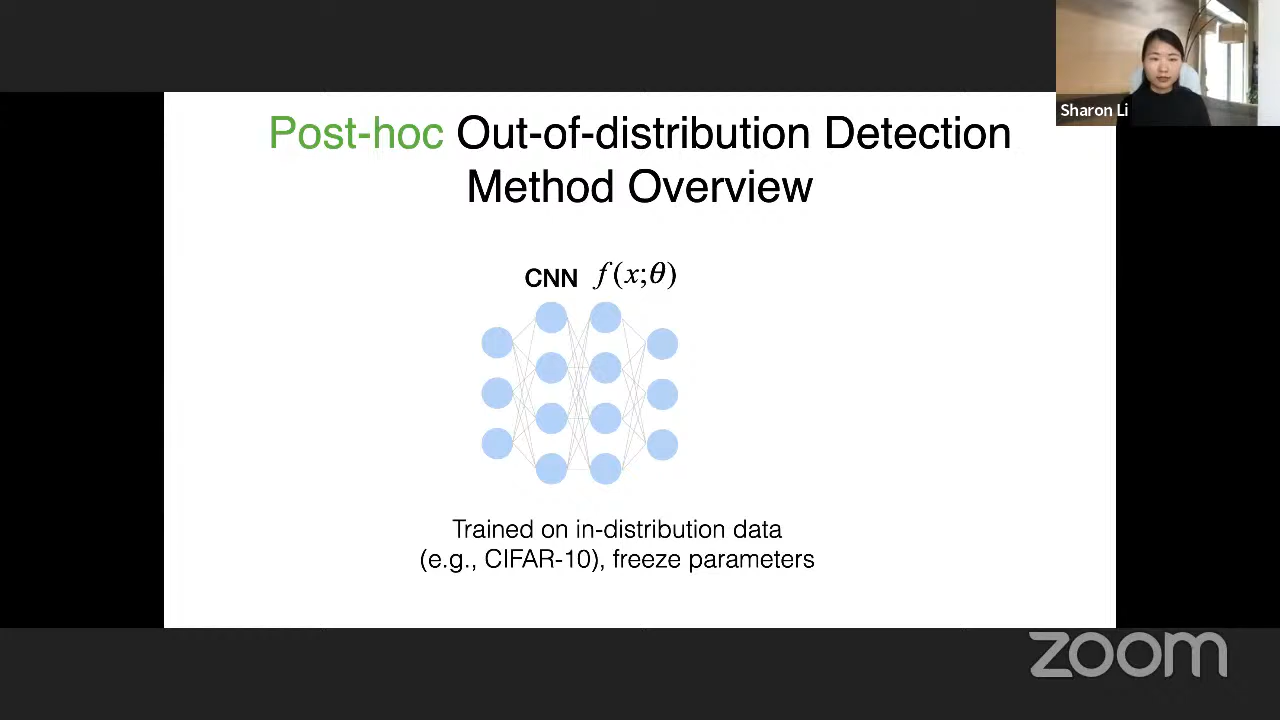 Sharon Li
Post-hoc Out-of-distribution Detection
Method Overview
CNN f(x;θ)
Trained on in-distribution data
(e.g., CIFAR-10), freeze parameters
zoom